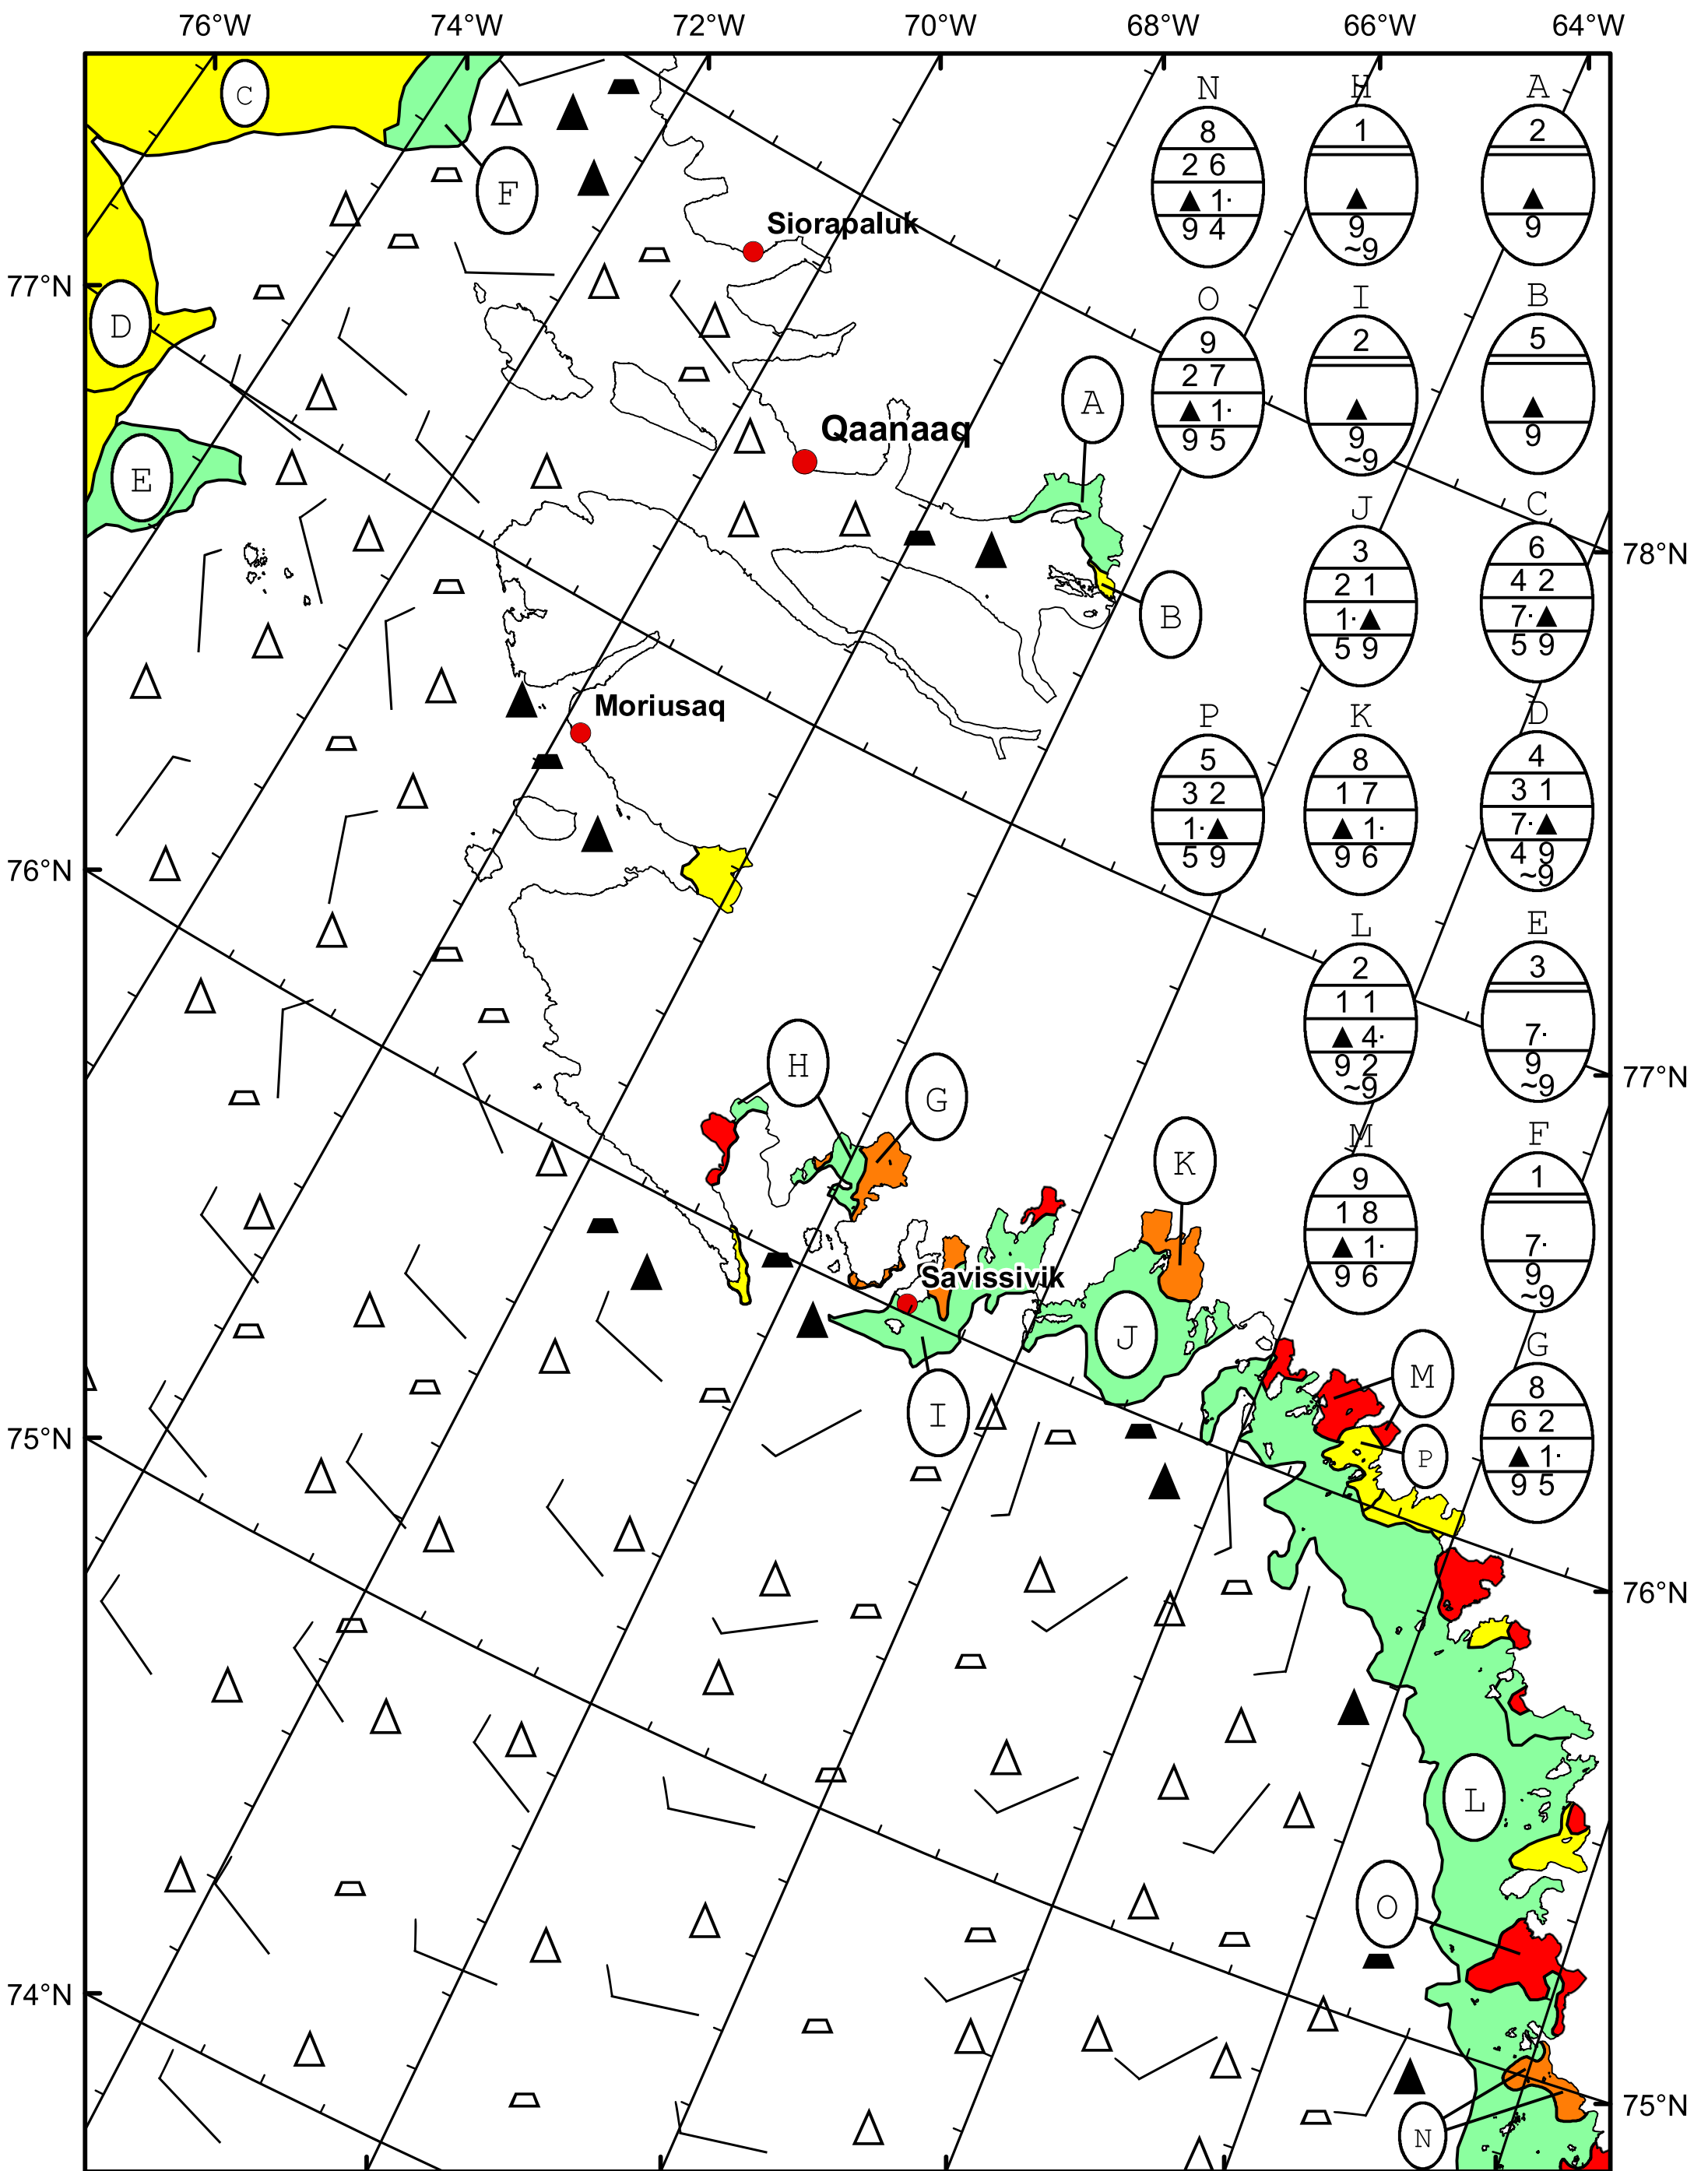 76°W 74°W 72°W 70°W 68°W 66°W 64°W
C
F
Siorapaluk
77°N
D
Qaanaaq
A
E
B
78°N
Moriusaq
76°N
77°N
H
G
K
Savissivik
J
I
M
P
75°N
76°N
L
O
74°N
75°N
N
N
8
2 6
▲ 1·
9 4
H
1
▲
9
~9
A
2
▲
9
O
9
2 7
▲ 1·
9 5
I
2
▲
9
~9
B
5
▲
9
J
3
2 1
1·▲
5 9
C
6
4 2
7·▲
5 9
P
5
3 2
1·▲
5 9
K
8
1 7
▲ 1·
9 6
D
4
3 1
7·▲
4 9
~9
L
2
1 1
▲ 4·
9 2
~9
E
3
7·
9
~9
M
9
1 8
▲ 1·
9 6
F
1
7·
9
~9
G
8
6 2
▲ 1·
9 5